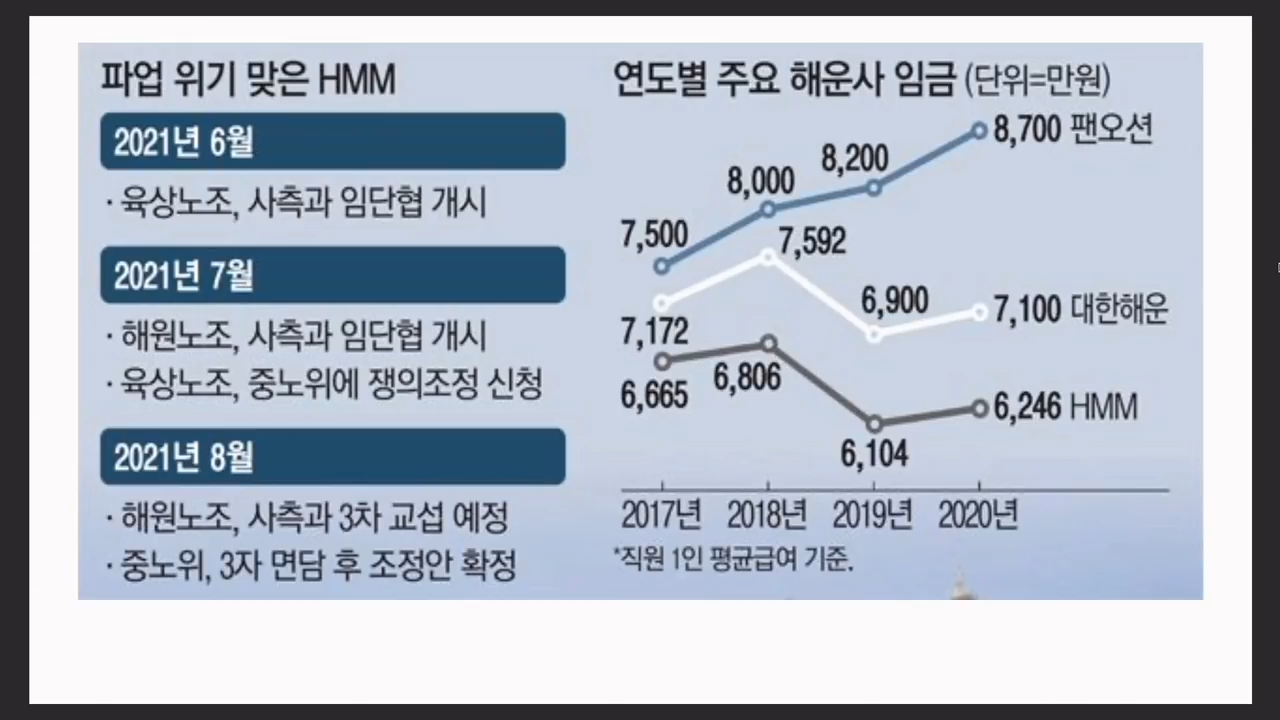 파업 위기 맞은 HMM
2021년 6월
· 육상노조, 사측과 임단협 개시
2021년 7월
· 해원노조, 사측과 임단협 개시
· 육상노조, 중노위에 쟁의조정 신청
2021년 8월
· 해원노조, 사측과 3차 교섭 예정
· 중노위, 3자 면담 후 조정안 확정
연도별 주요 해운사 임금 (단위=만원)
7,500
8,000
8,200
8,700 팬오션
7,172
7,592
6,900
7,100 대한해운
6,665
6,806
6,104
6,246 HMM
2017년 2018년 2019년 2020년
*직원 1인 평균급여 기준.